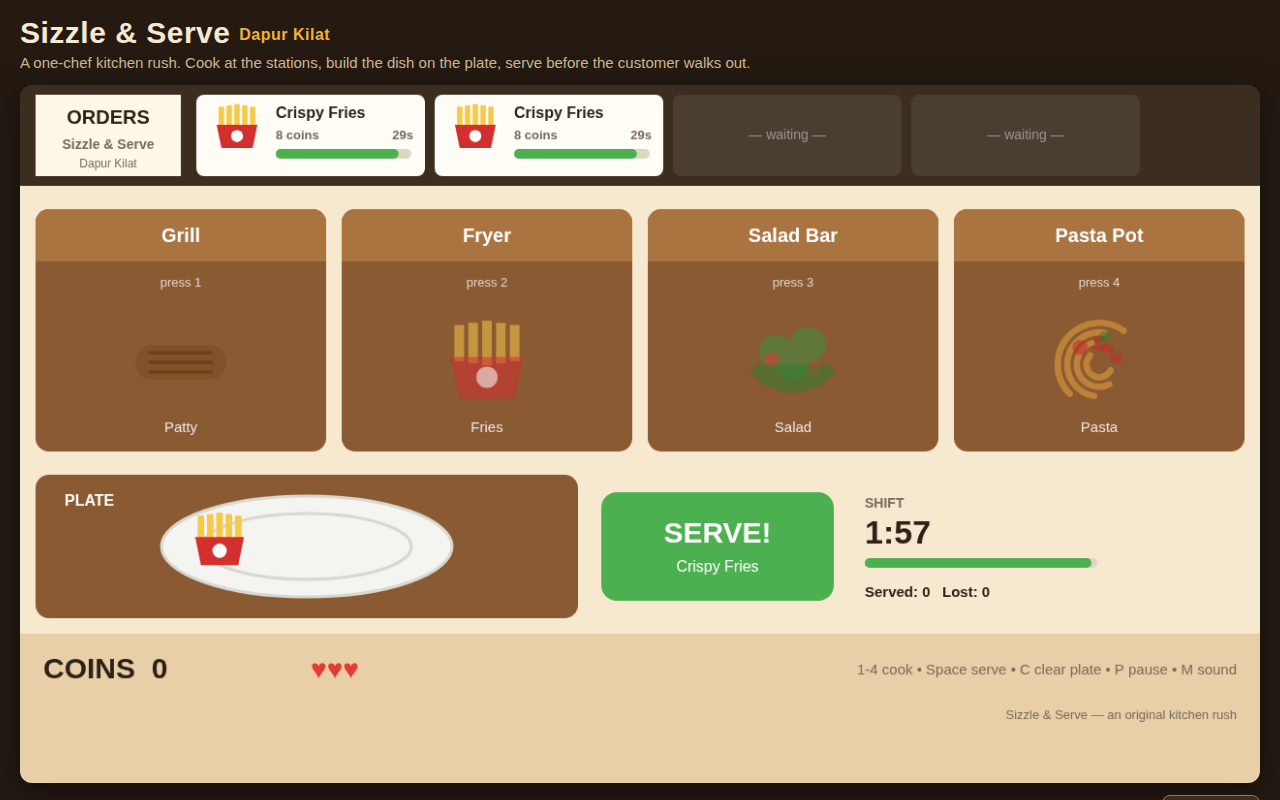 Sizzle & Serve Dapur Kilat
A one-chef kitchen rush. Cook at the stations, build the dish on the plate, serve before the customer walks out.
ORDERS
Sizzle & Serve
Dapur Kilat
Crispy Fries
8 coins 29s
Crispy Fries
8 coins 29s
— waiting —
— waiting —
Grill
press 1
Patty
Fryer
press 2
Fries
Salad Bar
press 3
Salad
Pasta Pot
press 4
Pasta
PLATE
SERVE!
Crispy Fries
SHIFT
1:57
Served: 0 Lost: 0
COINS 0
♥♥♥
1-4 cook • Space serve • C clear plate • P pause • M sound
Sizzle & Serve — an original kitchen rush